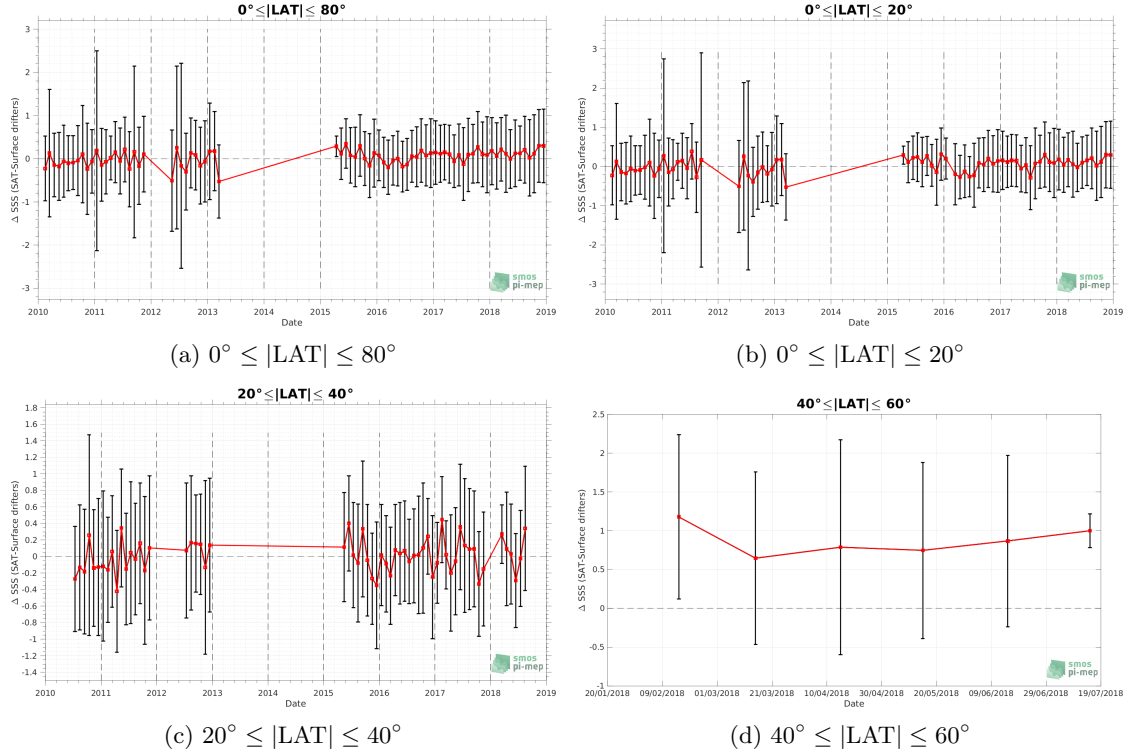 0°≤|LAT|≤ 80°
Δ SSS (SAT-Surface drifters)
3
2
1
0
-1
-2
-3
2010 2011 2012 2013 2014 2015 2016 2017 2018 2019
Date
smos
pi-mep
(a) 0° ≤ |LAT| ≤ 80°
0°≤|LAT|≤ 20°
Δ SSS (SAT-Surface drifters)
3
2
1
0
-1
-2
-3
2010 2011 2012 2013 2014 2015 2016 2017 2018 2019
Date
smos
pi-mep
(b) 0° ≤ |LAT| ≤ 20°
20°≤|LAT|≤ 40°
Δ SSS (SAT-Surface drifters)
1.8
1.6
1.4
1.2
1
0.8
0.6
0.4
0.2
0
-0.2
-0.4
-0.6
-0.8
-1
-1.2
-1.4
2010 2011 2012 2013 2014 2015 2016 2017 2018 2019
Date
smos
pi-mep
(c) 20° ≤ |LAT| ≤ 40°
40°≤|LAT|≤ 60°
Δ SSS (SAT-Surface drifters)
2.5
2
1.5
1
0.5
0
-0.5
-1
20/01/2018 09/02/2018 01/03/2018 21/03/2018 10/04/2018 30/04/2018 20/05/2018 09/06/2018 29/06/2018 19/07/2018
Date
smos
pi-mep
(d) 40° ≤ |LAT| ≤ 60°